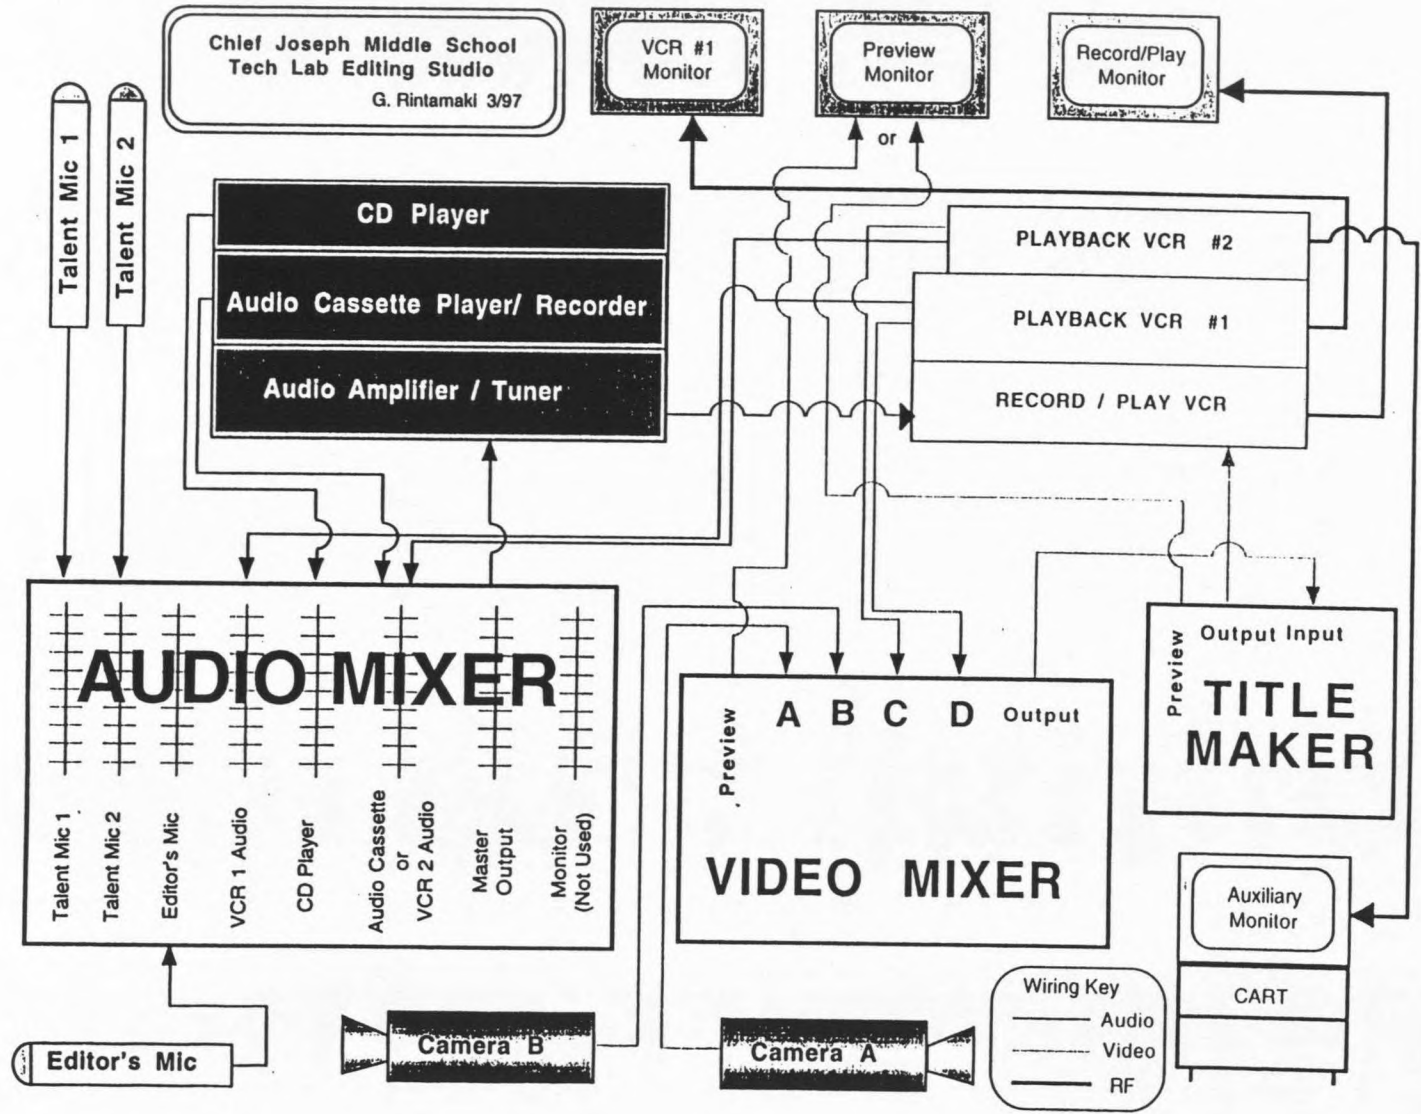 Chief Joseph Middle School
Tech Lab Editing Studio
G. Rintamaki 3/97
VCR #1
Monitor
Preview
Monitor
or
Record/Play
Monitor
Talent Mic 1
Talent Mic 2
CD Player
Audio Cassette Player/ Recorder
Audio Amplifier / Tuner
PLAYBACK VCR #2
PLAYBACK VCR #1
RECORD / PLAY VCR
AUDIO MIXER
Talent Mic 1
Talent Mic 2
Editor's Mic
VCR 1 Audio
CD Player
Audio Cassette
or
VCR 2 Audio
Master
Output
Monitor
(Not Used)
Preview
A B C D Output
VIDEO MIXER
Preview
Output Input
TITLE
MAKER
Auxiliary
Monitor
CART
Editor's Mic
Camera B
Camera A
Wiring Key
Audio
Video
RF